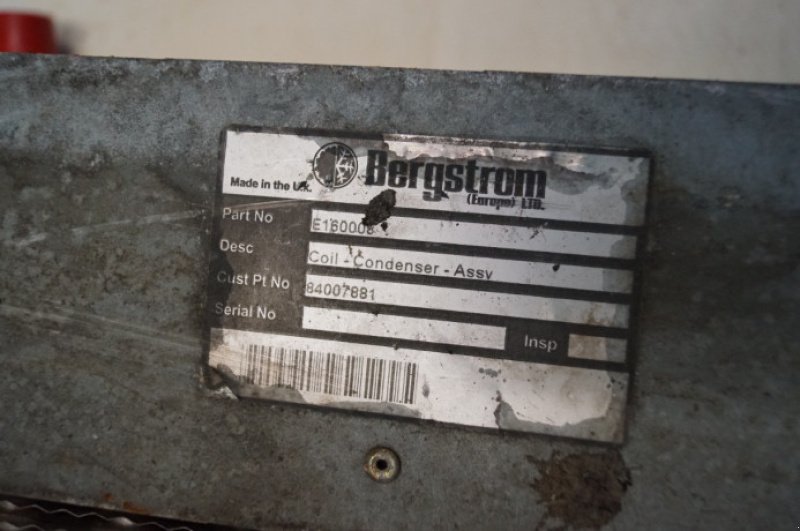 Made in the U.K.
Bergstrom
(Europe) LTD.
Part No E160008
Desc Coil - Condenser - Assy
Cust Pt No 84007881
Serial No
Insp